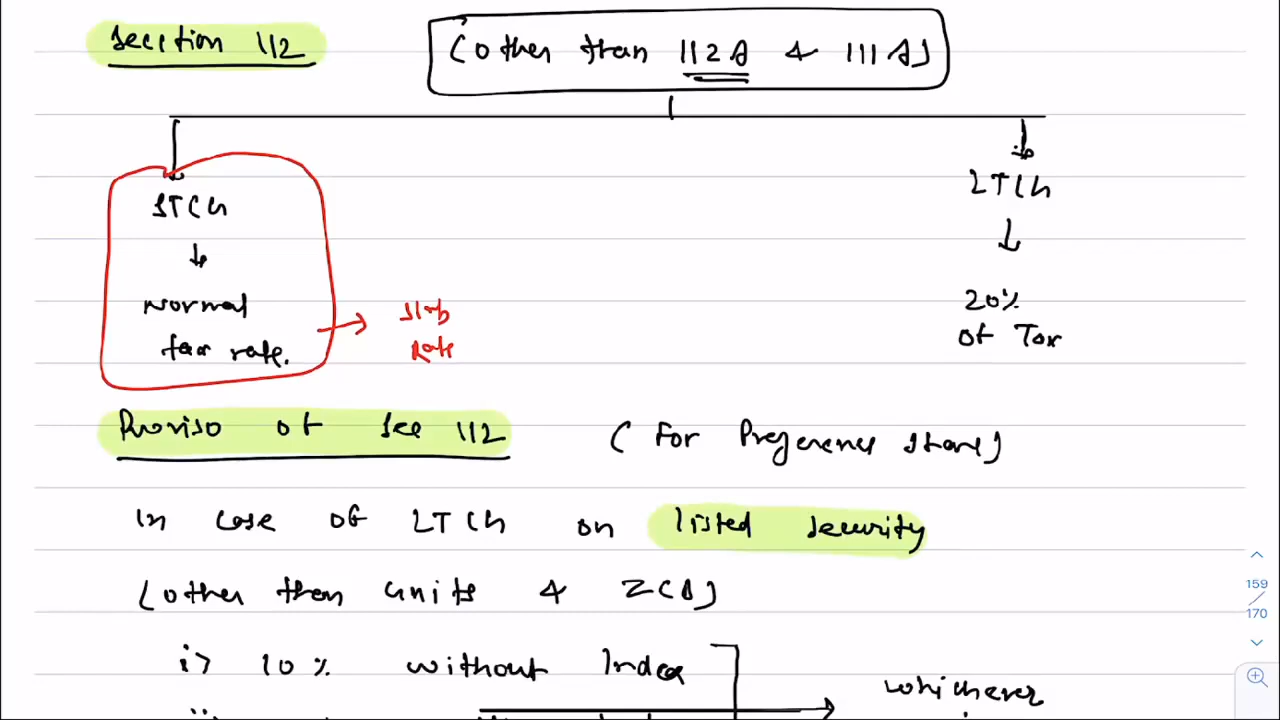 Section 112 (other than 112A & 111A)
STCG LTCG
Normal tax rate. 20% of Tax
slab rate
Proviso of Sec 112 (For Preference share)
In case of LTCG on listed security
(other than units & ZCB)
i> 10% without Index
whichever
159
170